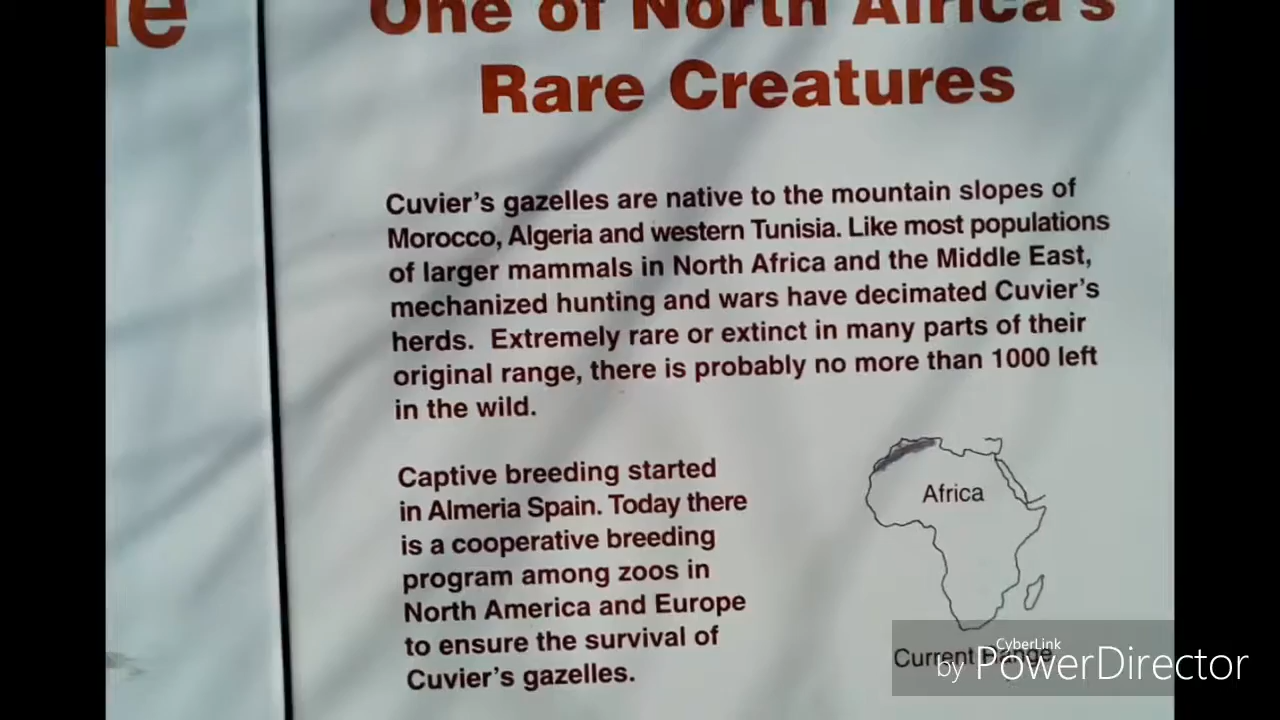 le
One of North Africa's
Rare Creatures
Cuvier's gazelles are native to the mountain slopes of
Morocco, Algeria and western Tunisia. Like most populations
of larger mammals in North Africa and the Middle East,
mechanized hunting and wars have decimated Cuvier's
herds. Extremely rare or extinct in many parts of their
original range, there is probably no more than 1000 left
in the wild.
Captive breeding started
in Almeria Spain. Today there
is a cooperative breeding
program among zoos in
North America and Europe
to ensure the survival of
Cuvier's gazelles.
Africa
Current Range
CyberLink
by PowerDirector